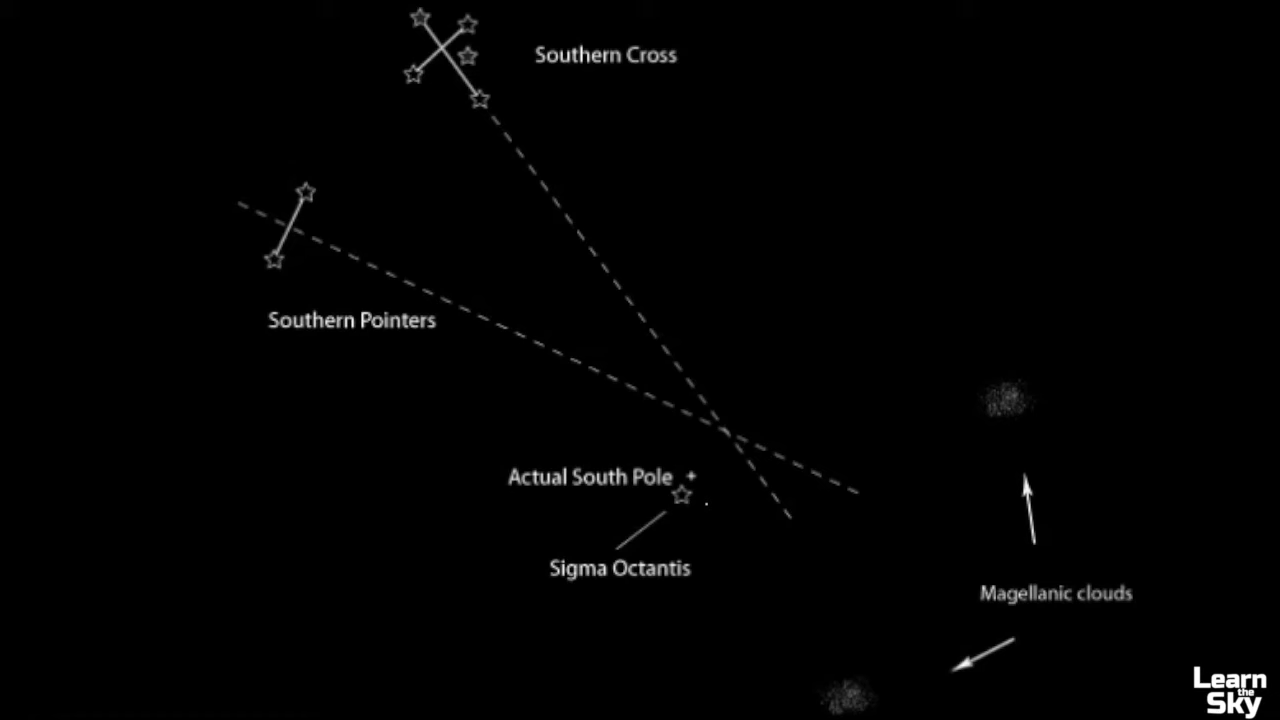 Southern Cross
Southern Pointers
Actual South Pole
Sigma Octantis
Magellanic clouds
Learn
the
Sky